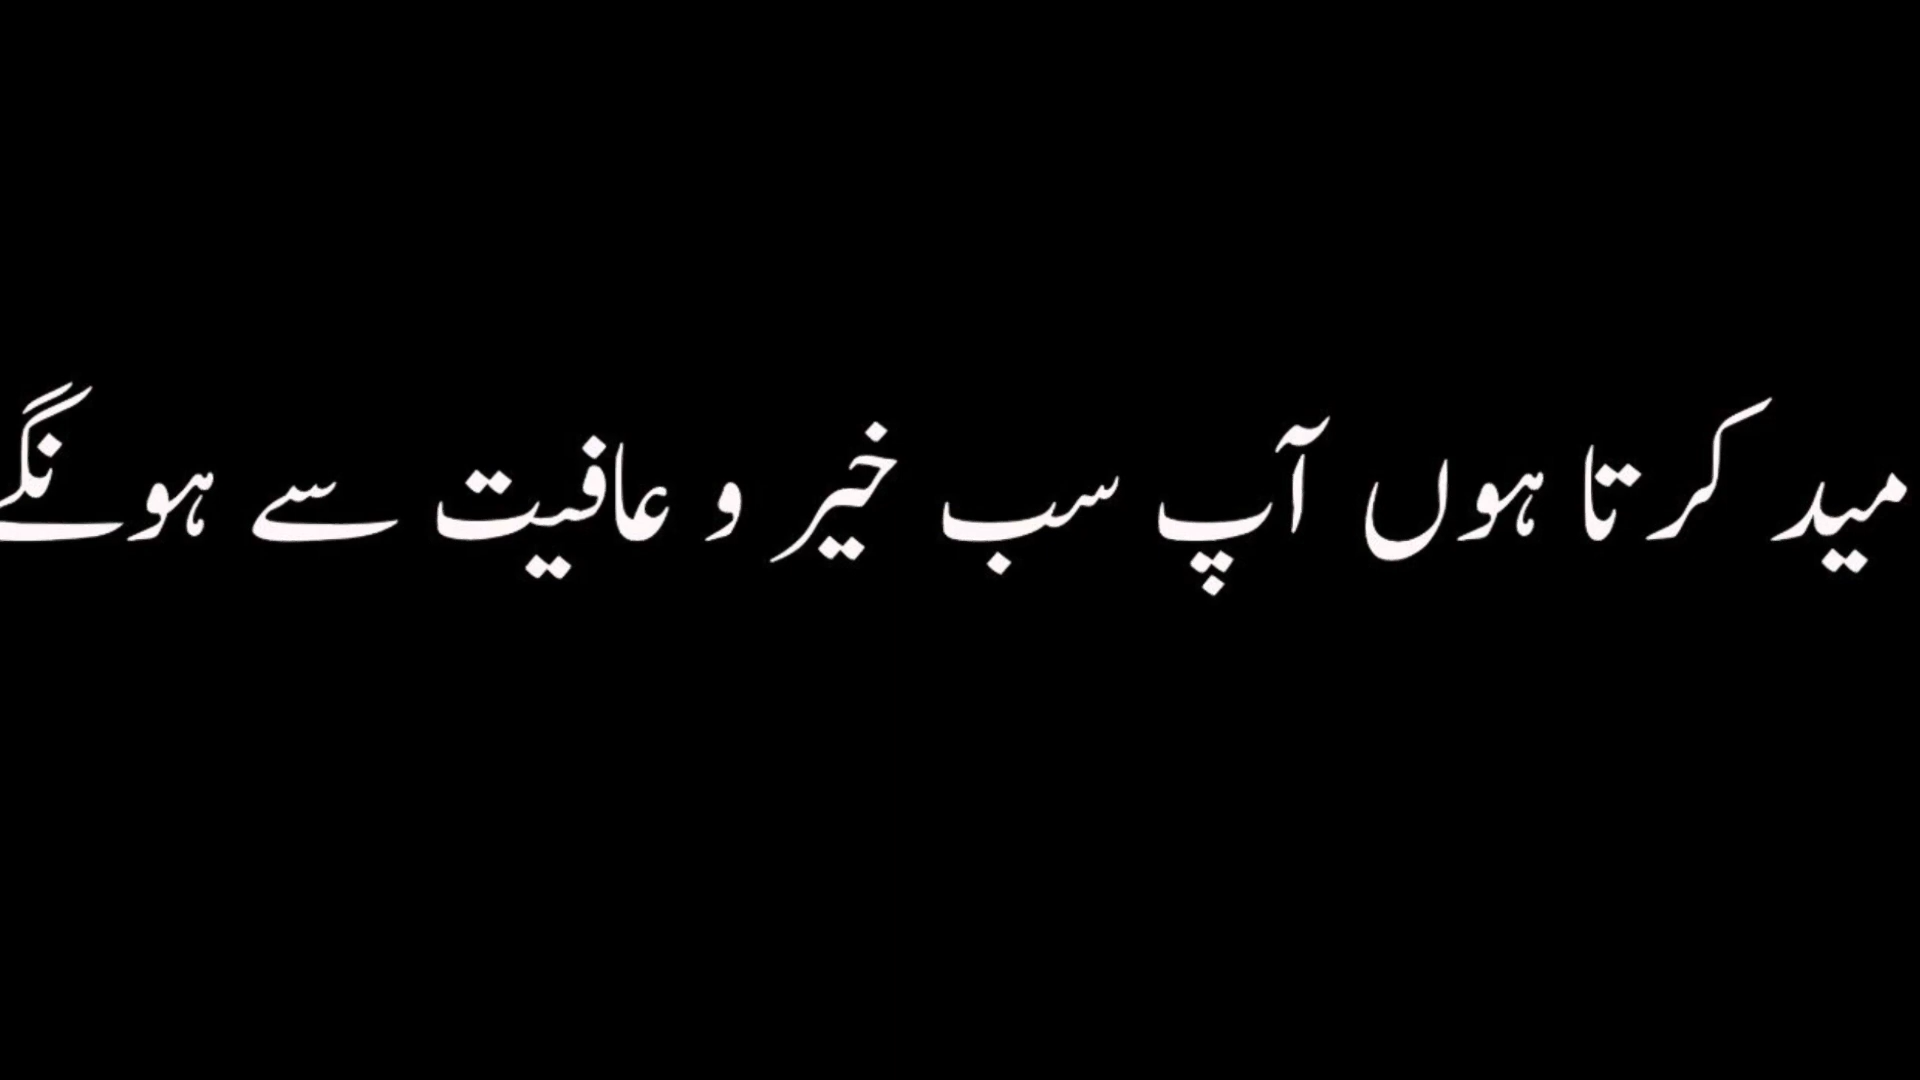 مید کرتا ہوں آپ سب خیر و عافیت سے ہونگے